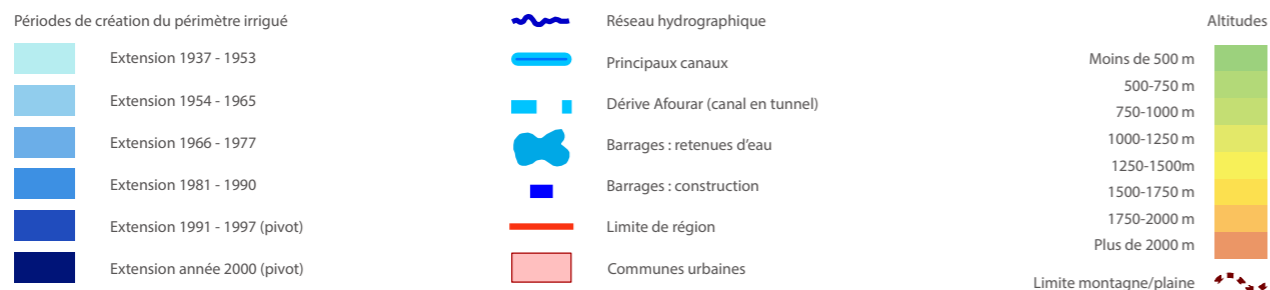 Périodes de création du périmètre irrigué
Extension 1937 - 1953
Extension 1954 - 1965
Extension 1966 - 1977
Extension 1981 - 1990
Extension 1991 - 1997 (pivot)
Extension année 2000 (pivot)
Réseau hydrographique
Principaux canaux
Dérive Afourar (canal en tunnel)
Barrages : retenues d'eau
Barrages : construction
Limite de région
Communes urbaines
Altitudes
Moins de 500 m
500-750 m
750-1000 m
1000-1250 m
1250-1500m
1500-1750 m
1750-2000 m
Plus de 2000 m
Limite montagne/plaine